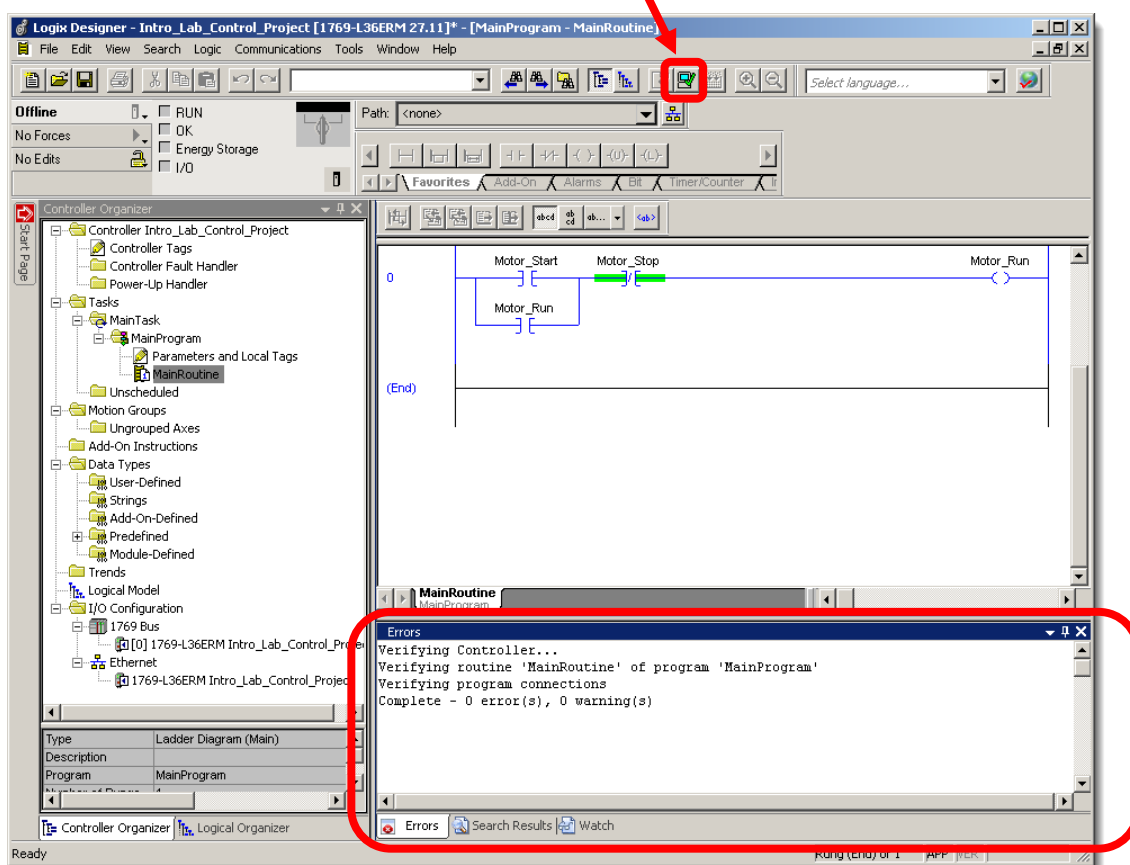 Logix Designer - Intro_Lab_Control_Project [1769-L36ERM 27.11]* - [MainProgram - MainRoutine]
File Edit View Search Logic Communications Tools Window Help
Select language...
Offline
RUN
Path: <none>
No Forces
OK
No Edits
Energy Storage
I/O
Favorites Add-On Alarms Bit Timer/Counter
Start Page
Controller Organizer
Controller Intro_Lab_Control_Project
Controller Tags
Controller Fault Handler
Power-Up Handler
Tasks
MainTask
MainProgram
Parameters and Local Tags
MainRoutine
Unscheduled
Motion Groups
Ungrouped Axes
Add-On Instructions
Data Types
User-Defined
Strings
Add-On-Defined
Predefined
Module-Defined
Trends
Logical Model
I/O Configuration
1769 Bus
[0] 1769-L36ERM Intro_Lab_Control_Proje
Ethernet
1769-L36ERM Intro_Lab_Control_Projec
Type Ladder Diagram (Main)
Description
Program MainProgram
Controller Organizer Logical Organizer
abcd ab cd ab... <ab>
Motor_Start Motor_Stop Motor_Run
0
Motor_Run
(End)
MainRoutine
MainProgram
Errors
Verifying Controller...
Verifying routine 'MainRoutine' of program 'MainProgram'
Verifying program connections
Complete - 0 error(s), 0 warning(s)
Errors Search Results Watch
Ready
Rung (End) of 1 APP VER